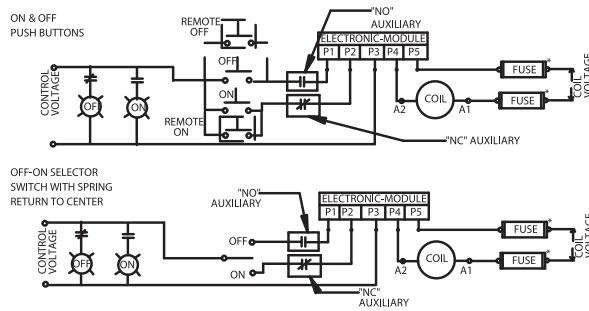 ON & OFF
PUSH BUTTONS
REMOTE
OFF
"NO"
AUXILIARY
ELECTRONIC-MODULE
P1 P2 P3 P4 P5
OFF
ON
REMOTE
ON
CONTROL
VOLTAGE
OFF
ON
FUSE *
FUSE *
COIL
VOLTAGE
COIL
A2
A1
"NC" AUXILIARY
OFF-ON SELECTOR
SWITCH WITH SPRING
RETURN TO CENTER
"NO"
AUXILIARY
ELECTRONIC-MODULE
P1 P2 P3 P4 P5
CONTROL
VOLTAGE
OFF
ON
OFF
ON
FUSE *
FUSE *
COIL
VOLTAGE
COIL
A2
A1
"NC"
AUXILIARY